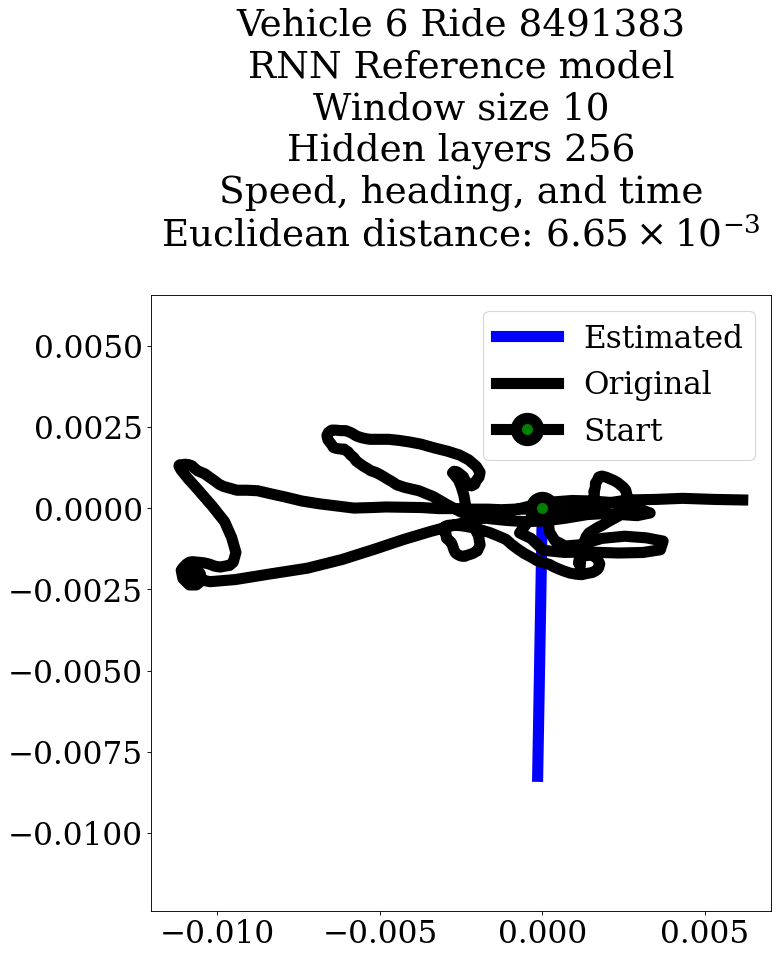 Vehicle 6 Ride 8491383
RNN Reference model
Window size 10
Hidden layers 256
Speed, heading, and time
Euclidean distance: 6.65 × 10⁻³
Estimated
Original
Start
0.0050
0.0025
0.0000
−0.0025
−0.0050
−0.0075
−0.0100
−0.010
−0.005
0.000
0.005